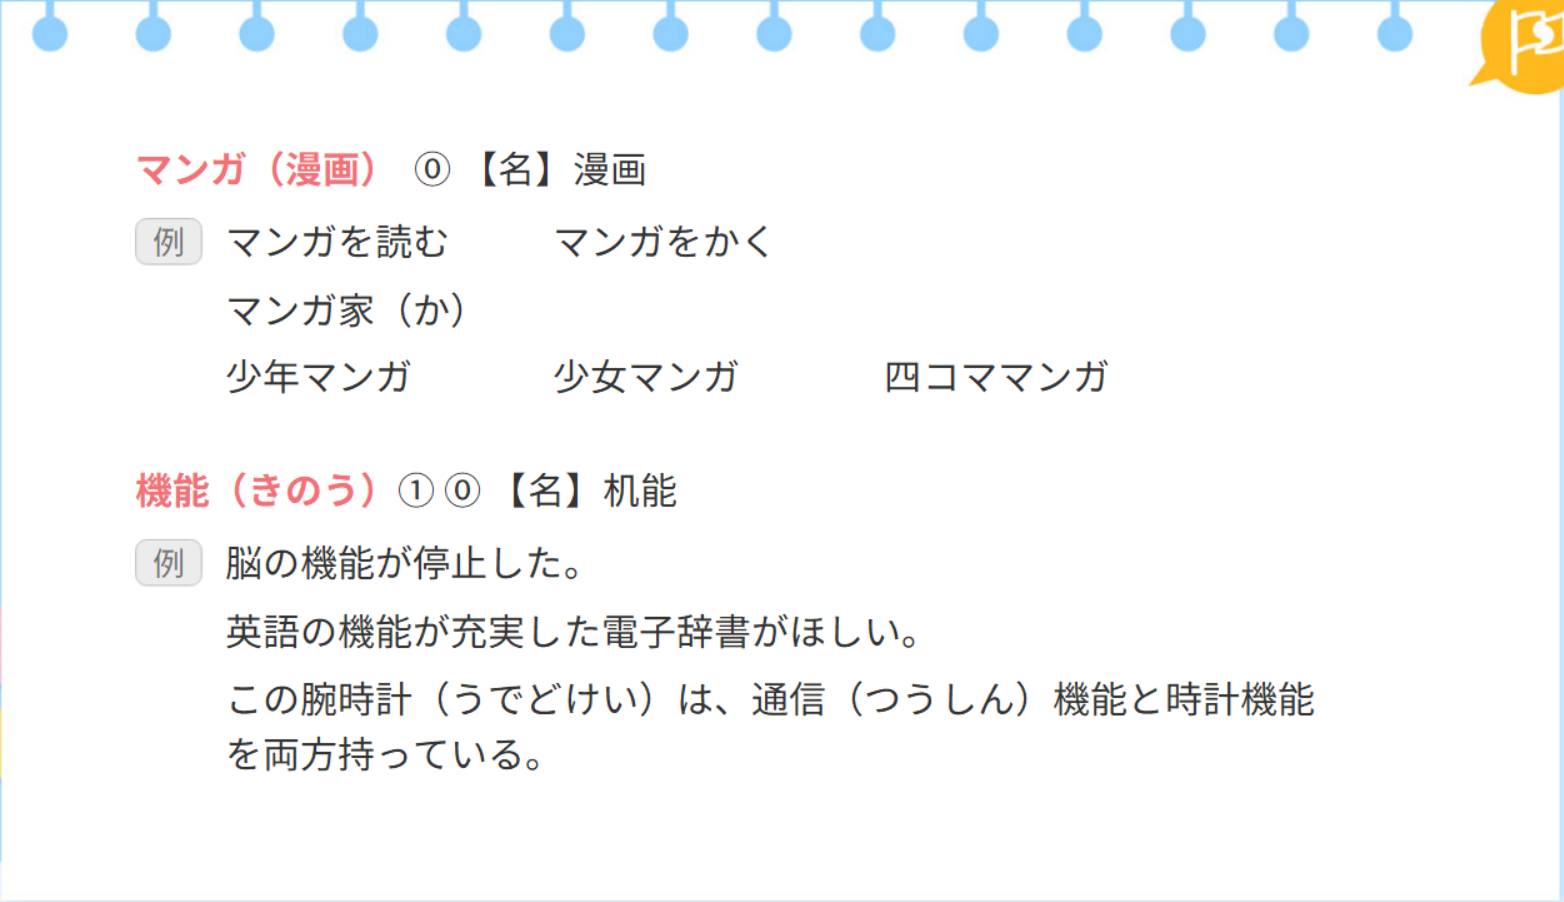 マンガ（漫画） ⓪ 【名】漫画
例 マンガを読む マンガをかく
マンガ家（か）
少年マンガ 少女マンガ 四コママンガ
機能（きのう）① ⓪ 【名】机能
例 脳の機能が停止した。
英語の機能が充実した電子辞書がほしい。
この腕時計（うでどけい）は、通信（つうしん）機能と時計機能
を両方持っている。